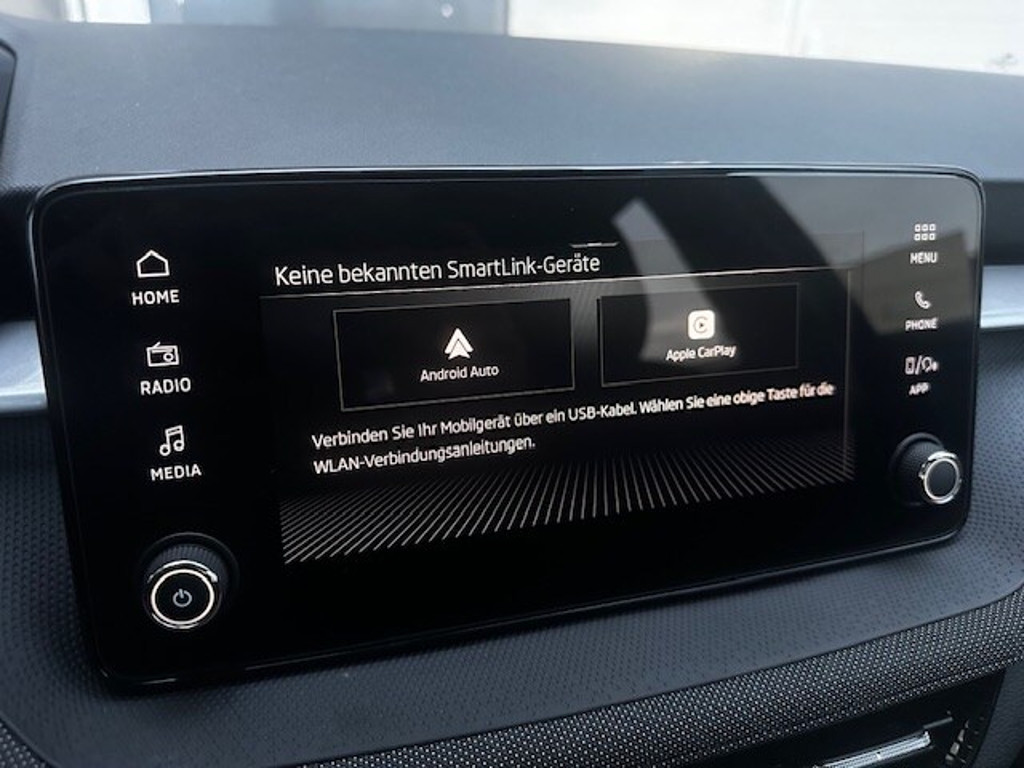 HOME
RADIO
MEDIA
Keine bekannten SmartLink-Geräte
Android Auto
Apple CarPlay
Verbinden Sie Ihr Mobilgerät über ein USB-Kabel. Wählen Sie eine obige Taste für die
WLAN-Verbindungsanleitungen.
MENU
PHONE
APP